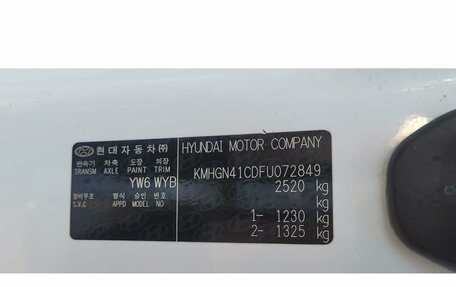 현대자동차㈜ HYUNDAI MOTOR COMPANY
변속기 차축 도장 의장
TRANSM AXLE PAINT TRIM KMHGN41CDFU072849
YW6 WYB 2520 kg
정비부호 형식 승인 번호 kg
S.V.C APPD MODEL NO 1- 1230 kg
2- 1325 kg